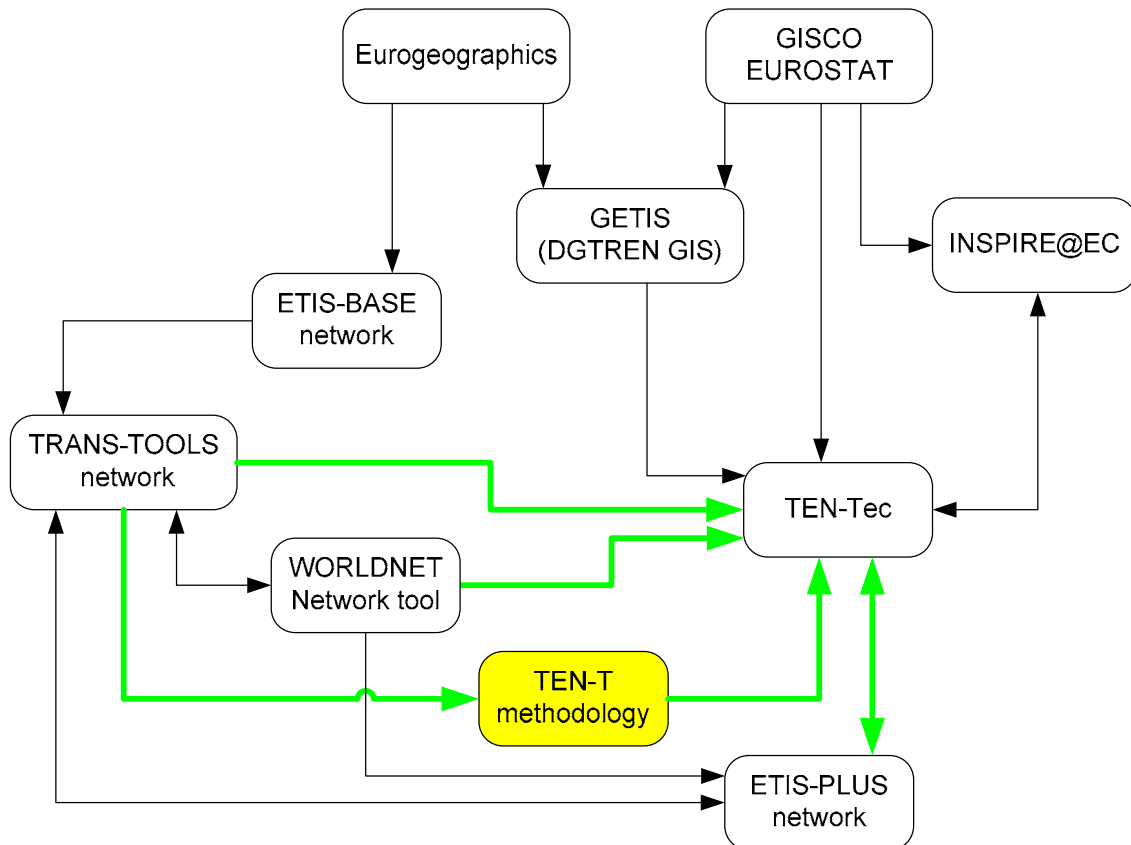 Eurogeographics
GISCO
EUROSTAT
GETIS
(DGTREN GIS)
INSPIRE@EC
ETIS-BASE
network
TRANS-TOOLS
network
TEN-Tec
WORLDNET
Network tool
TEN-T
methodology
ETIS-PLUS
network